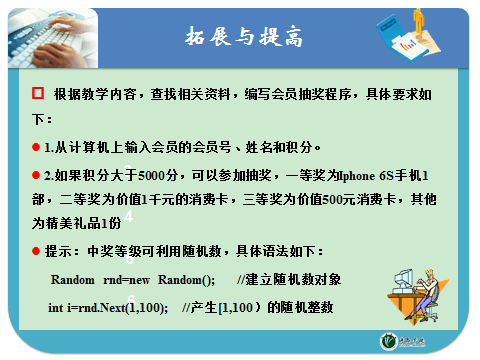 拓展与提高
根据教学内容，查找相关资料，编写会员抽奖程序，具体要求如
下：
1.从计算机上输入会员的会员号、姓名和积分。
2.如果积分大于5000分，可以参加抽奖，一等奖为Iphone 6S手机1
部，二等奖为价值1千元的消费卡，三等奖为价值500元消费卡，其他
为精美礼品1份
4
提示：中奖等级可利用随机数，具体语法如下：
Random rnd=new Random(); //建立随机数对象
int i=rnd.Next(1,100); //产生[1,100）的随机整数